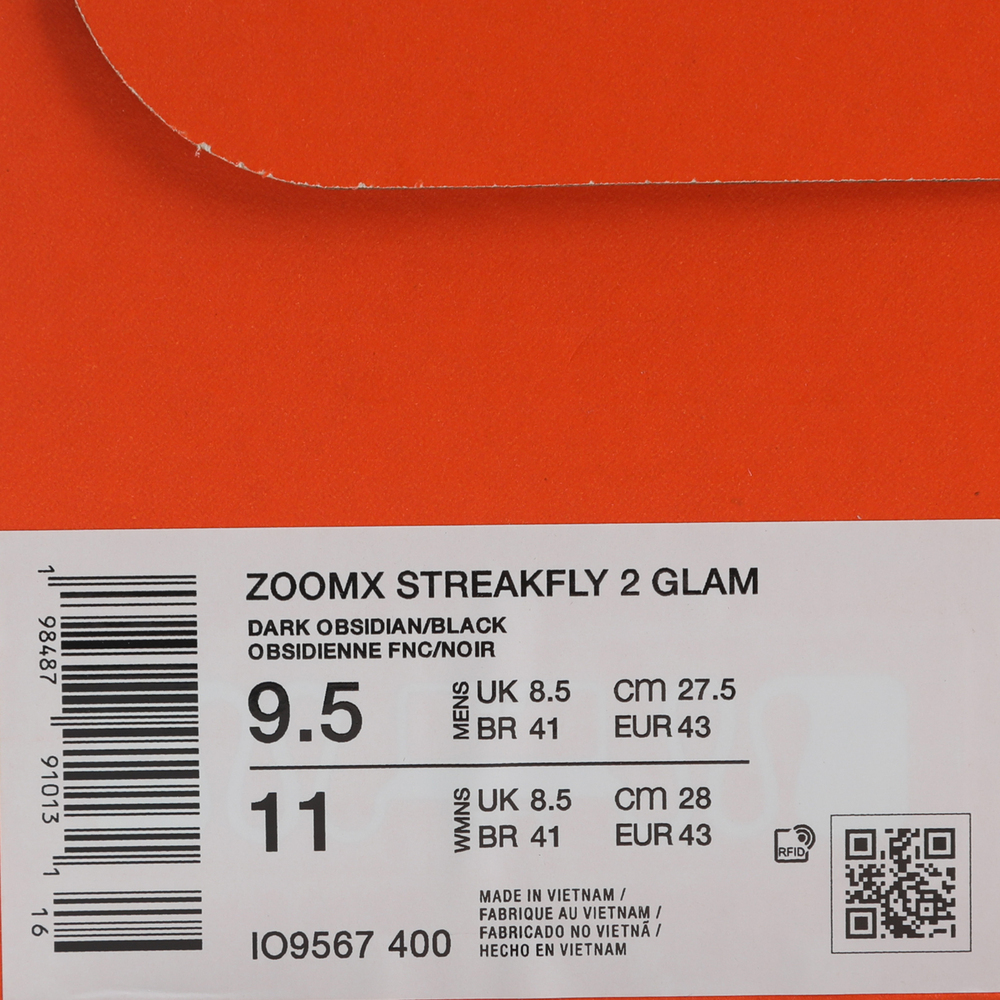 ZOOMX STREAKFLY 2 GLAM
DARK OBSIDIAN/BLACK
OBSIDIENNE FNC/NOIR
9.5 MENS UK 8.5 cm 27.5
BR 41 EUR 43
11 WMNS UK 8.5 cm 28
BR 41 EUR 43
RFID
IO9567 400
MADE IN VIETNAM /
FABRIQUE AU VIETNAM /
FABRICADO NO VIETNÃ /
HECHO EN VIETNAM
1 98487 91013 1 16